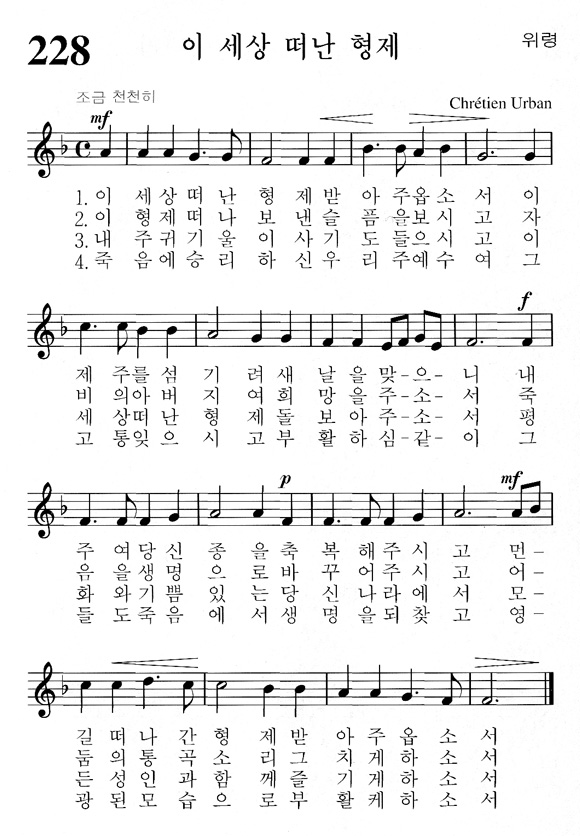 228 이 세상 떠난 형제 위령
조금 천천히 Chrétien Urban
mf
1. 이 세 상 떠 난 형 제 받 아 주 옵 소 서 이
2. 이 형 제 떠 나 보 낸 슬 픔 을 보 시 고 자
3. 내 주 귀 기 울 이 사 기 도 들 으 시 고 이
4. 죽 음 에 승 리 하 신 우 리 주 예 수 여 그
f
제 주 를 섬 기 려 새 날 을 맞 - 으 - 니 내
비 의 아 버 지 여 희 망 을 주 - 소 - 서 죽
세 상 떠 난 형 제 돌 보 아 주 - 소 - 서 평
고 통 잊 으 시 고 부 활 하 심 - 같 - 이 그
p mf
주 여 당 신 종 을 축 복 해 주 시 고 먼 -
음 을 생 명 으 로 바 꾸 어 주 시 고 어 -
화 와 기 쁨 있 는 당 신 나 라 에 서 모 -
들 도 죽 음 에 서 생 명 을 되 찾 고 영 -
길 떠 나 간 형 제 받 아 주 옵 소 서
둠 의 통 곡 소 리 그 치 게 하 소 서
든 성 인 과 함 께 즐 기 게 하 소 서
광 된 모 습 으 로 부 활 케 하 소 서